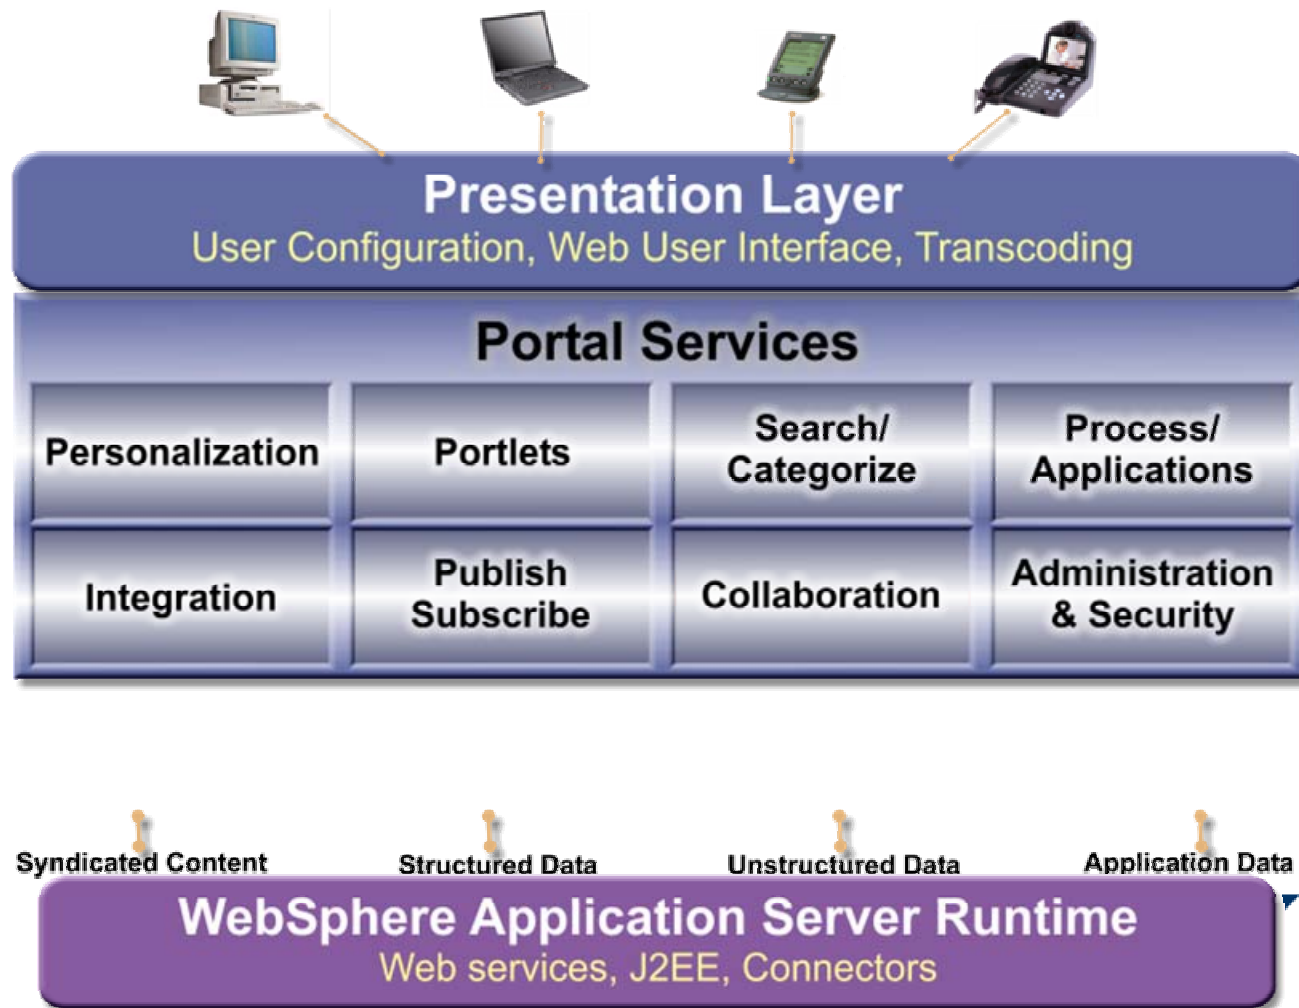 Presentation Layer
User Configuration, Web User Interface, Transcoding
Portal Services
Personalization
Portlets
Search/
Categorize
Process/
Applications
Integration
Publish
Subscribe
Collaboration
Administration
& Security
Syndicated Content
Structured Data
Unstructured Data
Application Data
WebSphere Application Server Runtime
Web services, J2EE, Connectors